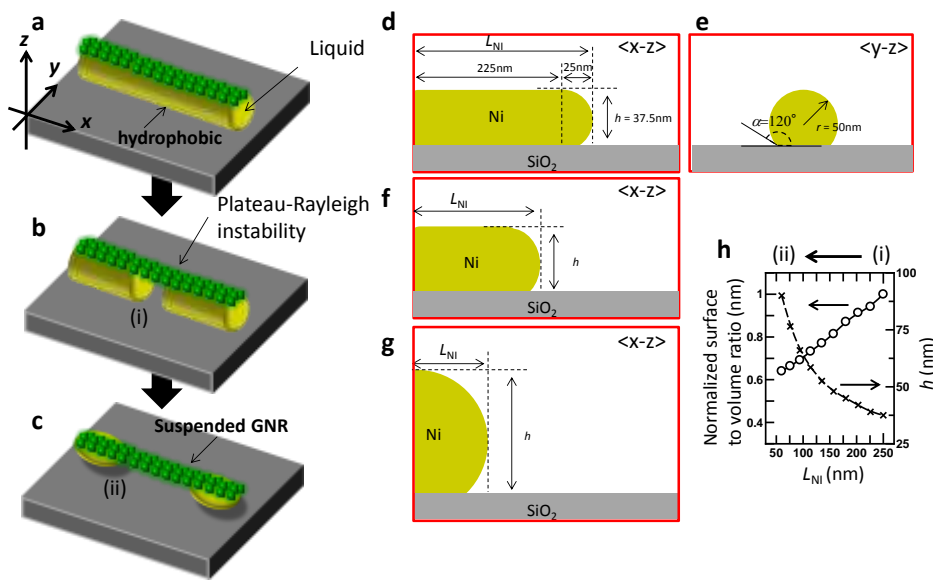 a
z
y
x
Liquid
hydrophobic
b
Plateau-Rayleigh
instability
(i)
c
Suspended GNR
(ii)
d
<x-z>
L_NI
225nm
25nm
Ni
h = 37.5nm
SiO₂
e
<y-z>
α=120°
r = 50nm
f
<x-z>
L_NI
Ni
h
SiO₂
g
<x-z>
L_NI
Ni
h
SiO₂
h
(ii) (i)
Normalized surface
to volume ratio (nm)
1
0.8
0.6
0.4
100
75
50
25
h (nm)
50 100 150 200 250
L_NI (nm)